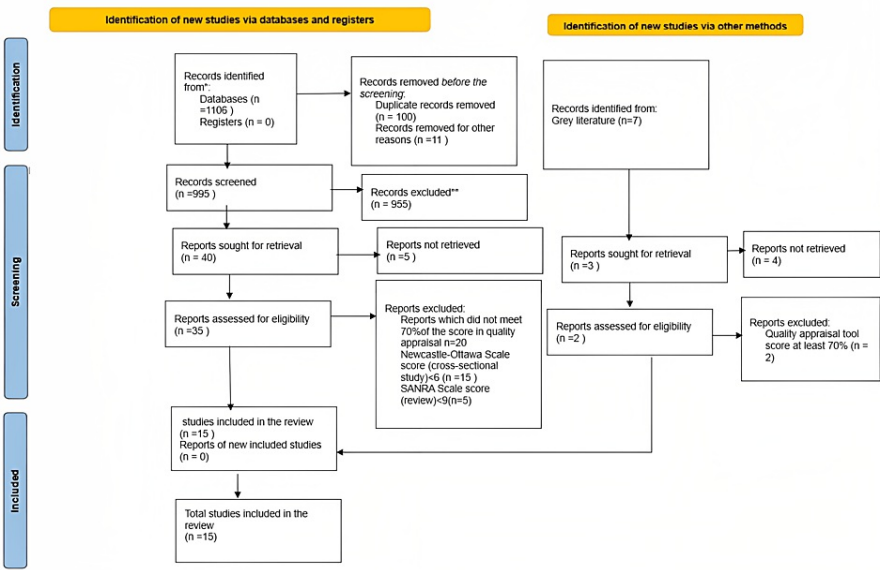 Identification of new studies via databases and registers
Identification of new studies via other methods
Identification
Records identified
from*:
Databases (n
=1106 )
Registers (n = 0)
Records removed before the
screening:
Duplicate records removed
(n = 100)
Records removed for other
reasons (n =11 )
Records identified from:
Grey literature (n=7)
Screening
Records screened
(n =995 )
Records excluded**
(n = 955)
Reports sought for retrieval
(n = 40)
Reports not retrieved
(n =5 )
Reports sought for retrieval
(n =3 )
Reports not retrieved
(n = 4)
Reports assessed for eligibility
(n =35 )
Reports excluded:
Reports which did not meet
70%of the score in quality
appraisal n=20
Newcastle-Ottawa Scale
score (cross-sectional
study)<6 (n =15 )
SANRA Scale score
(review)<9(n=5)
Reports assessed for eligibility
(n =2 )
Reports excluded:
Quality appraisal tool
score at least 70% (n =
2)
Included
studies included in the review
(n =15 )
Reports of new included studies
(n = 0)
Total studies included in the
review
(n =15)